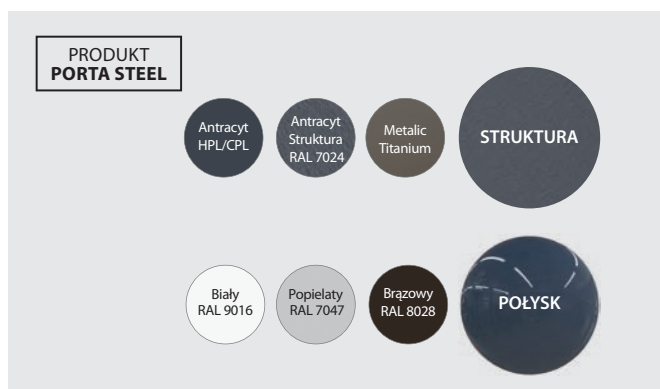 PRODUKT
PORTA STEEL
Antracyt
HPL/CPL
Antracyt
Struktura
RAL 7024
Metalic
Titanium
STRUKTURA
Biały
RAL 9016
Popielaty
RAL 7047
Brązowy
RAL 8028
POŁYSK